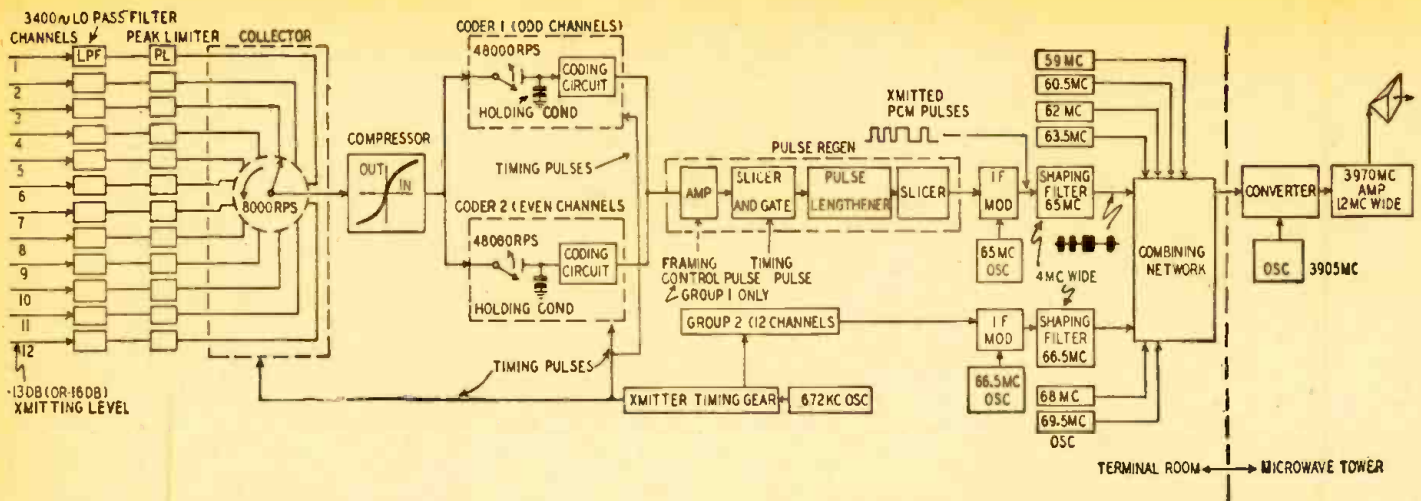 3400~LO PASS FILTER
CHANNELS
PEAK LIMITER
COLLECTOR
LPF
PL
1
2
3
4
5
6
7
8
9
10
11
12
8000RPS
-13DB(OR-16DB)
XMITTING LEVEL
COMPRESSOR
OUT
IN
CODER 1 (ODD CHANNELS)
48000RPS
CODING
CIRCUIT
HOLDING COND
TIMING PULSES
CODER 2 (EVEN CHANNELS
48000RPS
CODING
CIRCUIT
HOLDING COND
TIMING PULSES
XMITTED
PCM PULSES
PULSE REGEN
AMP
SLICER
AND GATE
PULSE
LENGTHENER
SLICER
FRAMING
CONTROL PULSE
GROUP 1 ONLY
TIMING
PULSE
GROUP 2 (12 CHANNELS
XMITTER TIMING GEAR
672KC OSC
I F
MOD
65MC
OSC
SHAPING
FILTER
65MC
4MC WIDE
I F
MOD
66.5MC
OSC
SHAPING
FILTER
66.5MC
59 MC
60.5MC
62 MC
63.5MC
68 MC
69.5MC
OSC
COMBINING
NETWORK
CONVERTER
OSC
3905MC
3970MC
AMP
12MC WIDE
TERMINAL ROOM
MICROWAVE TOWER